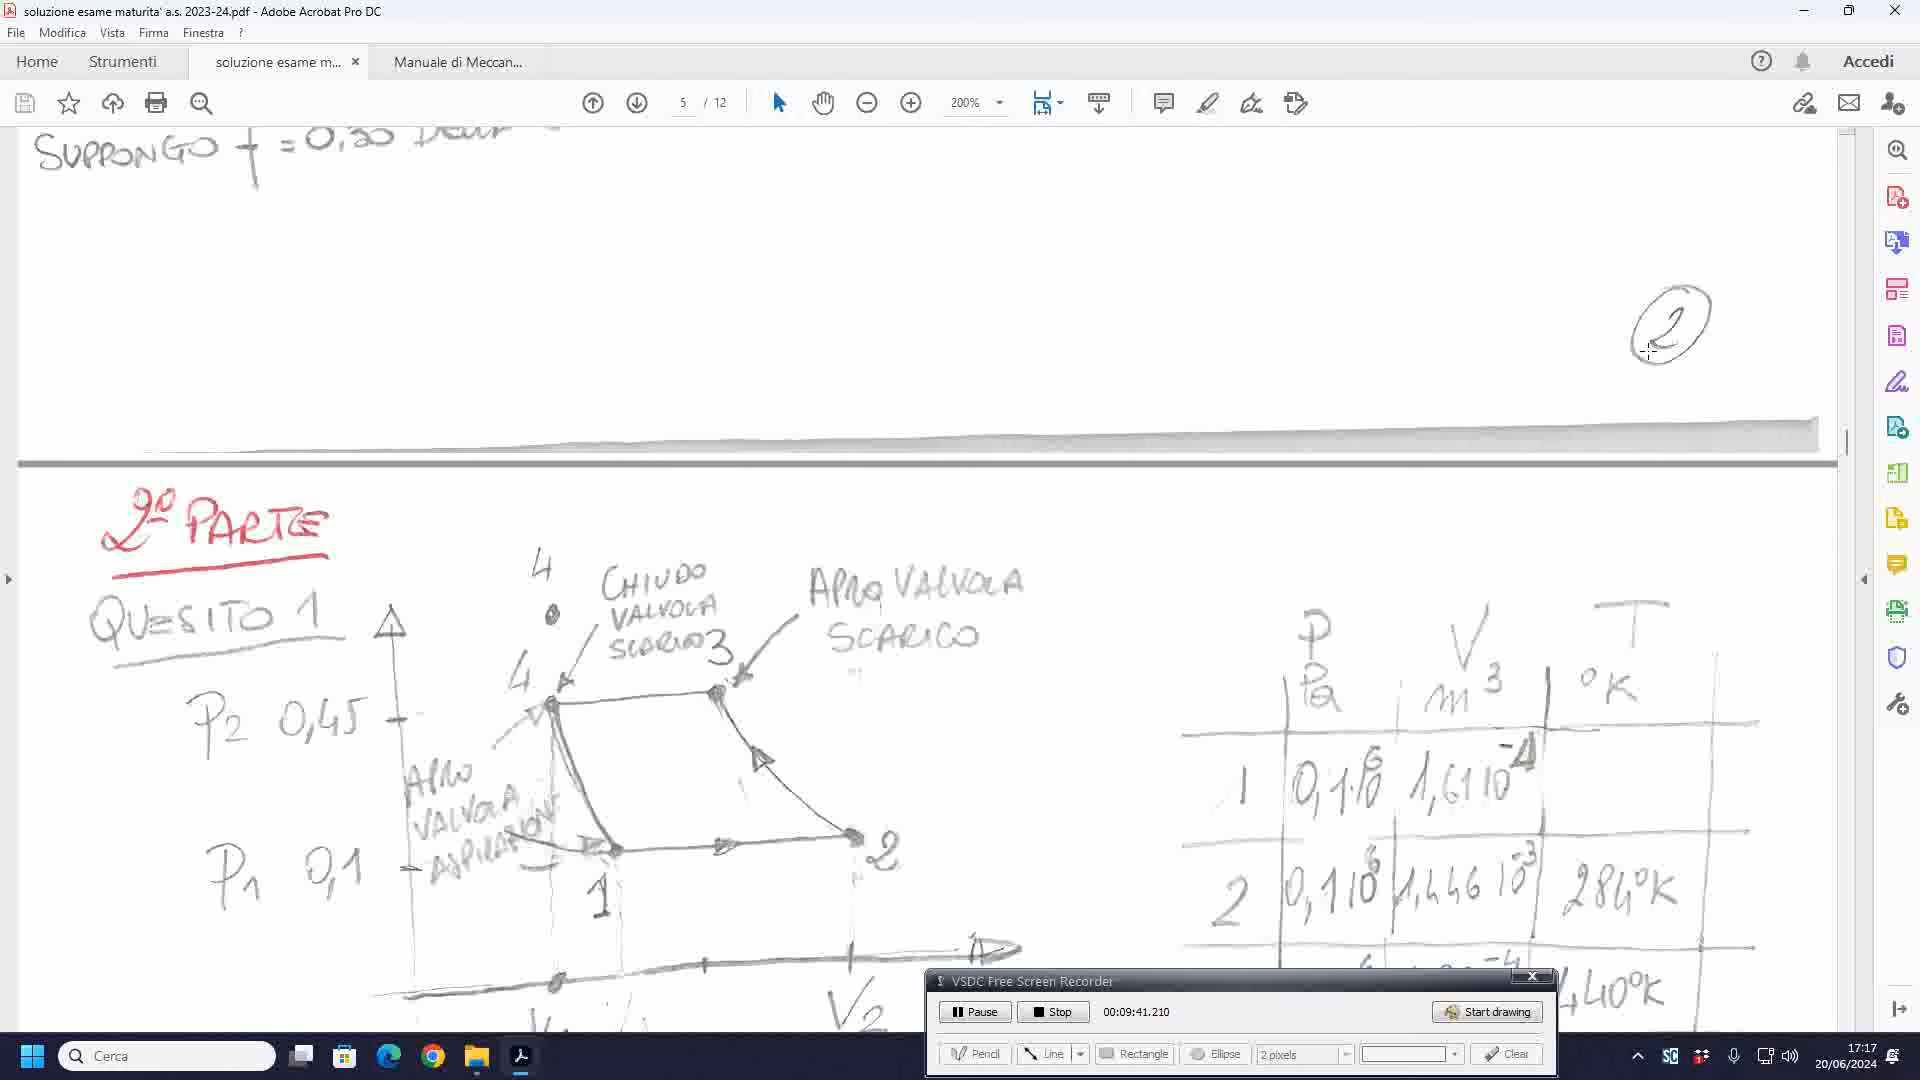 soluzione esame maturita' a.s. 2023-24.pdf - Adobe Acrobat Pro DC
File Modifica Vista Firma Finestra ?
Home Strumenti soluzione esame m... × Manuale di Meccan... Accedi
5 / 12 200%
SUPPONGO f = 0,30
2
2° PARTE
QUESITO 1
4
CHIUDO
VALVOLA
SCARICO
APRO VALVOLA
SCARICO
4 3
P2 0,45
APRO
VALVOLA
ASPIRAZIONE
P1 0,1
1 2
V2
P V T
Pa m³ °K
1 0,1·10⁶ 1,61 10⁻⁴
2 0,1 10⁶ 1,446 10⁻³ 284°K
440°K
VSDC Free Screen Recorder
Pause Stop 00:09:41.210 Start drawing
Pencil Line Rectangle Ellipse 2 pixels Clear
Cerca
17:17
20/06/2024